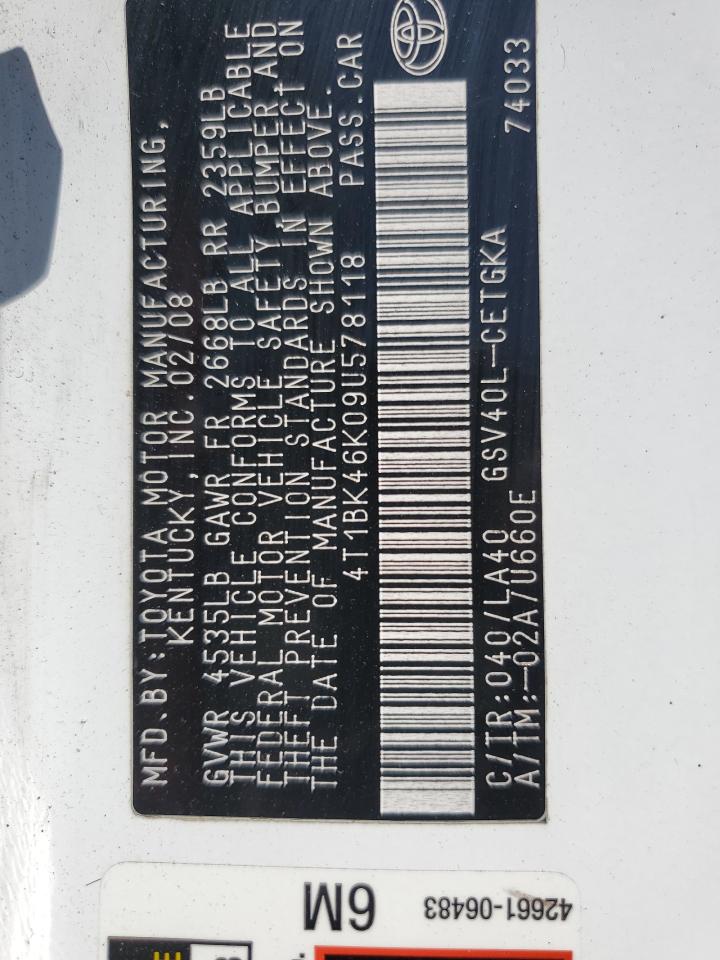 MFD.BY:TOYOTA MOTOR MANUFACTURING,
KENTUCKY, INC.02/08
GVWR 4535LB GAWR FR 2668LB RR 2359LB
THIS VEHICLE CONFORMS TO ALL APPLICABLE
FEDERAL MOTOR VEHICLE SAFETY, BUMPER,AND
THEFT PREVENTION STANDARDS IN EFFECT ON
THE DATE OF MANUFACTURE SHOWN ABOVE.
4T1BK46K09U578118 PASS.CAR
C/TR:040/LA40 GSV40L-CETGKA 74033
A/TM:-02A/U660E
6M
42661-06483